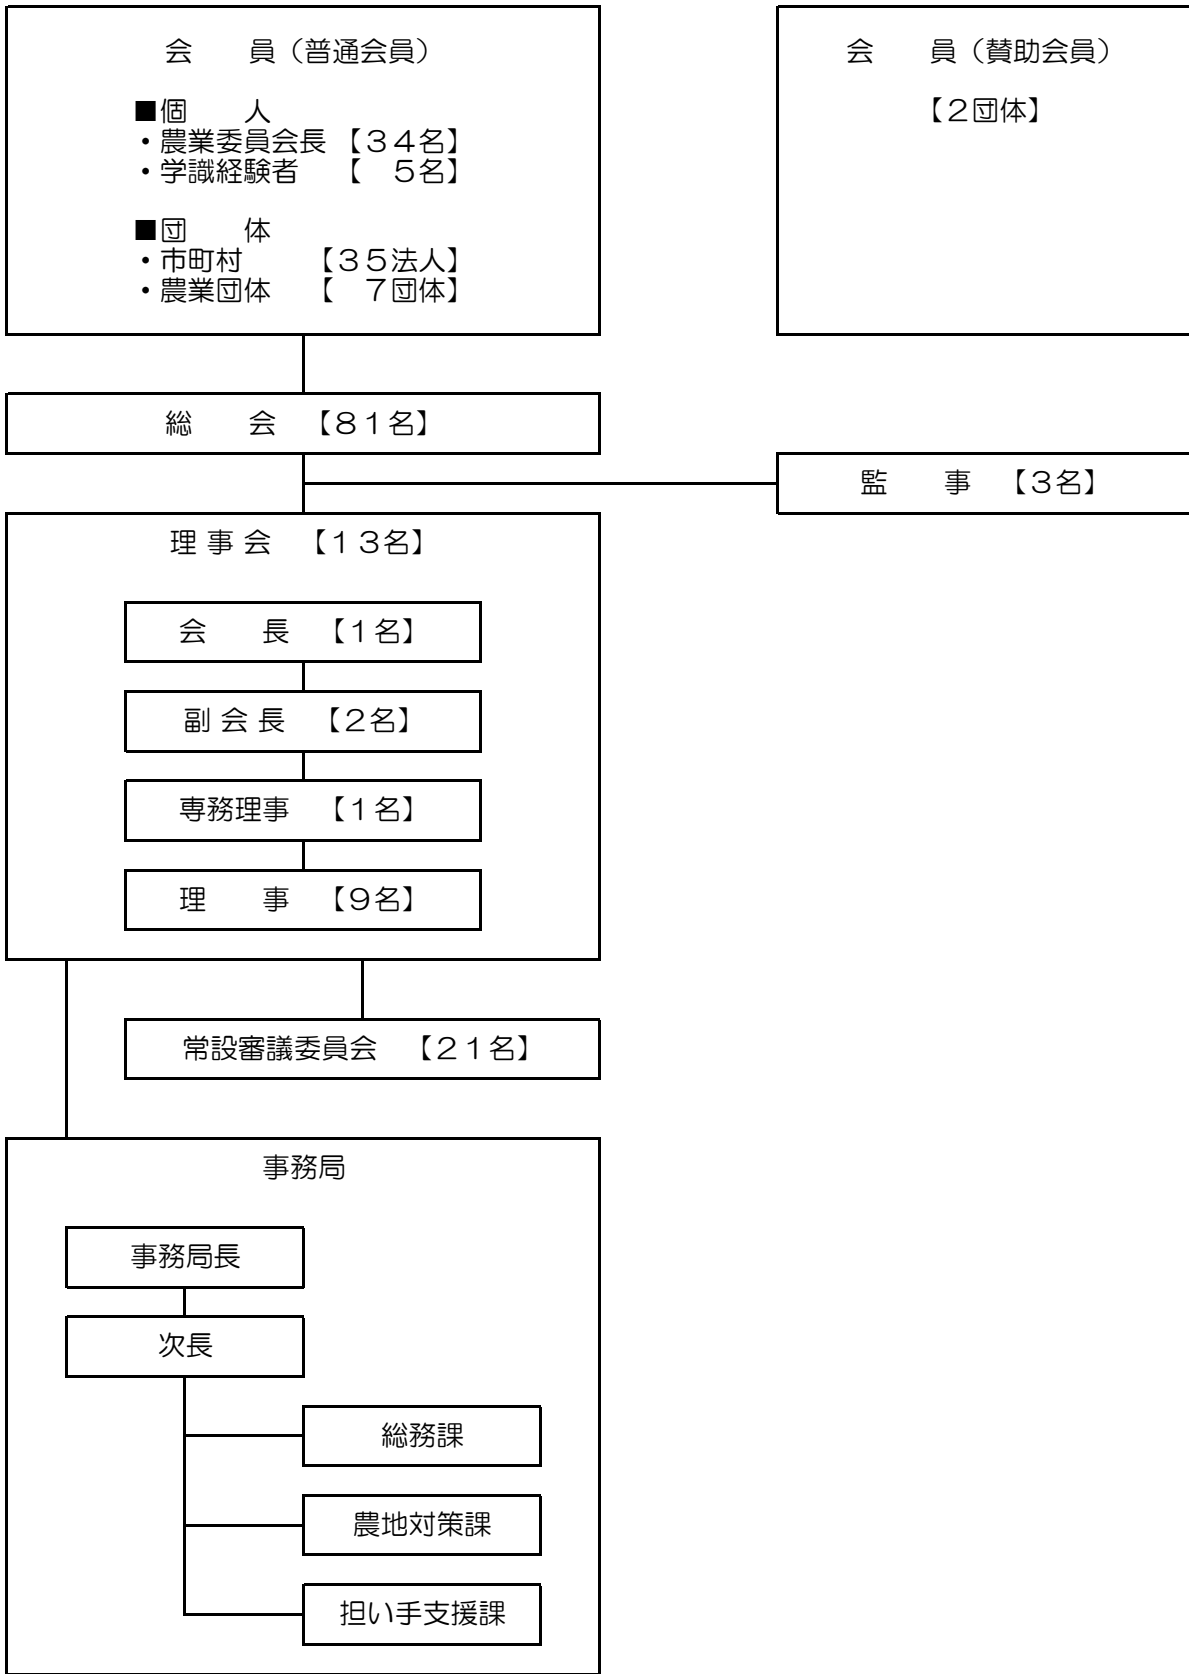 会　　員（普通会員）
■個　　人
・農業委員会長　【３４名】
・学識経験者　　【　５名】
■団　　体
・市町村　　　【３５法人】
・農業団体　【　７団体】
会　　員（賛助会員）
【２団体】
総　　会　【８１名】
監　　事　【３名】
理 事 会　【１３名】
会　　長　【１名】
副 会 長　【２名】
専務理事　【１名】
理　　事　【９名】
常設審議委員会　【２１名】
事務局
事務局長
次長
総務課
農地対策課
担い手支援課